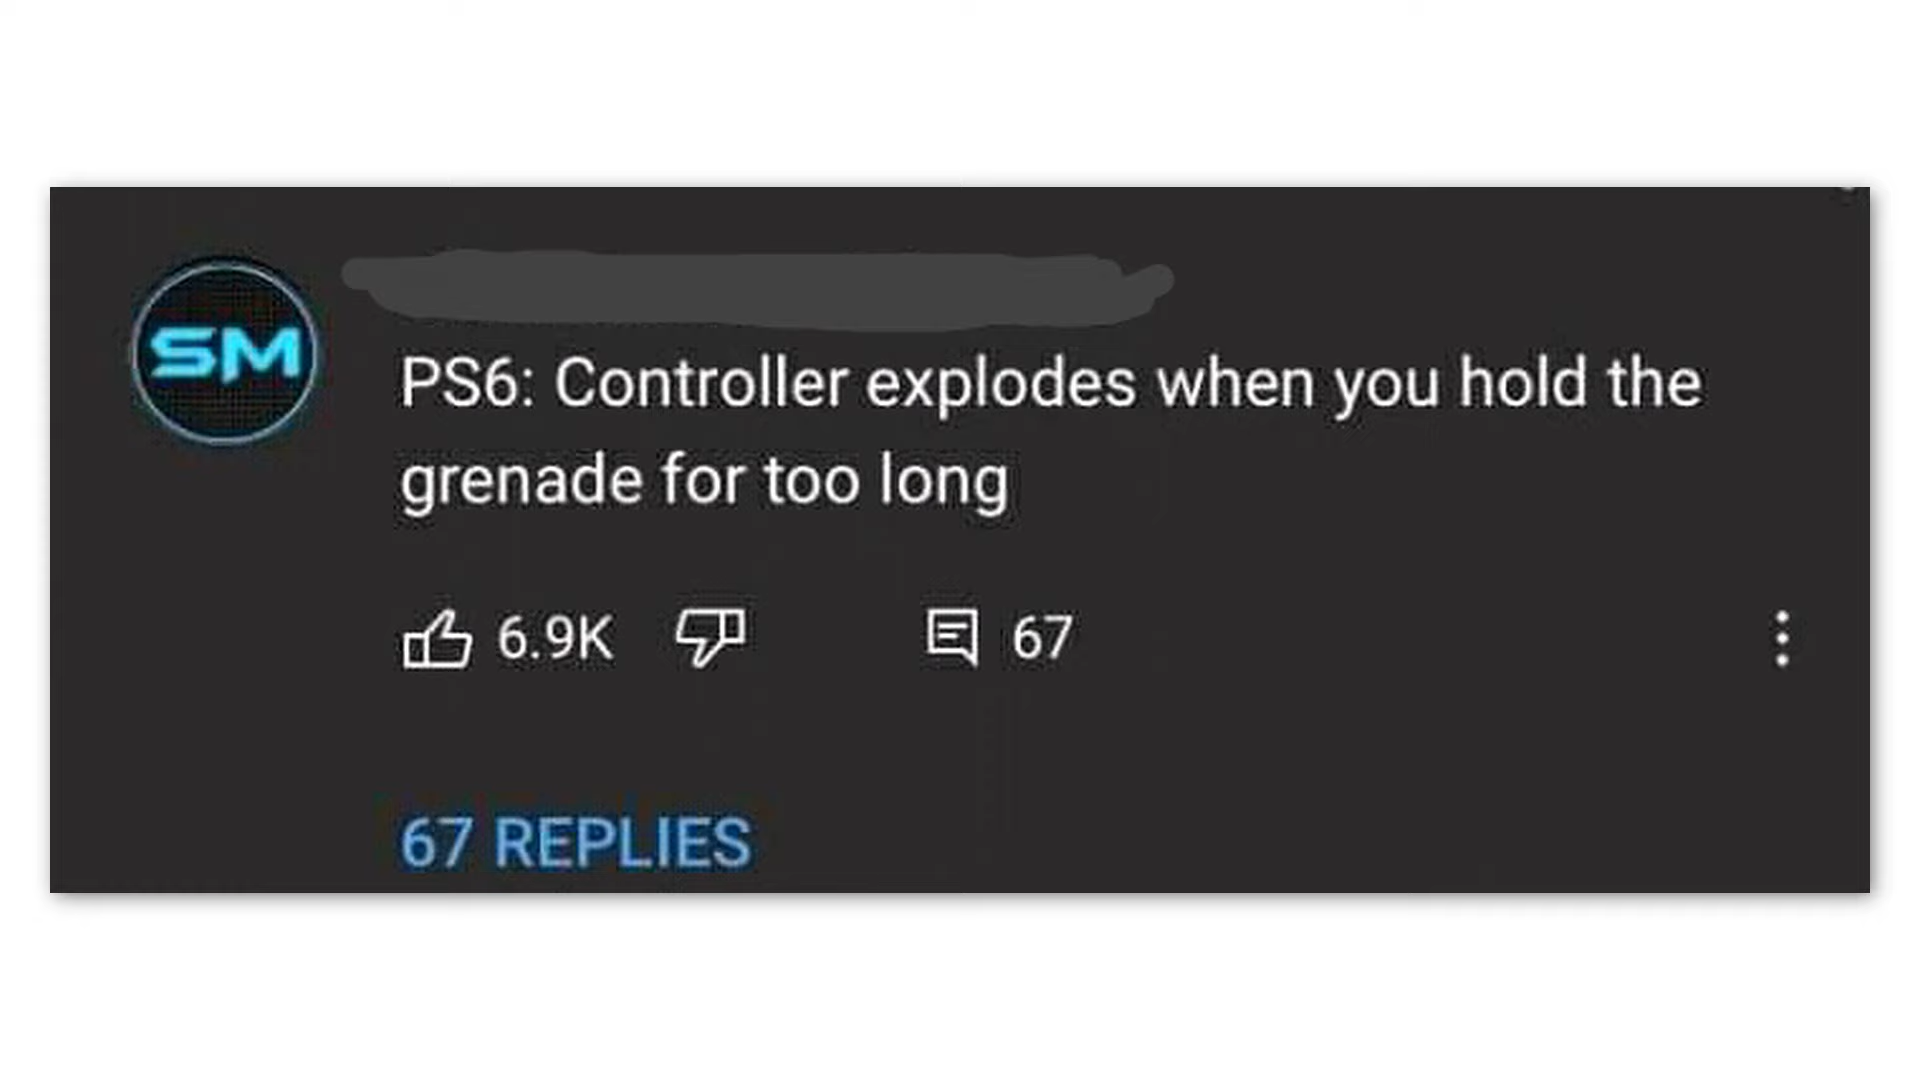 SM
PS6: Controller explodes when you hold the
grenade for too long
6.9K 67
67 REPLIES